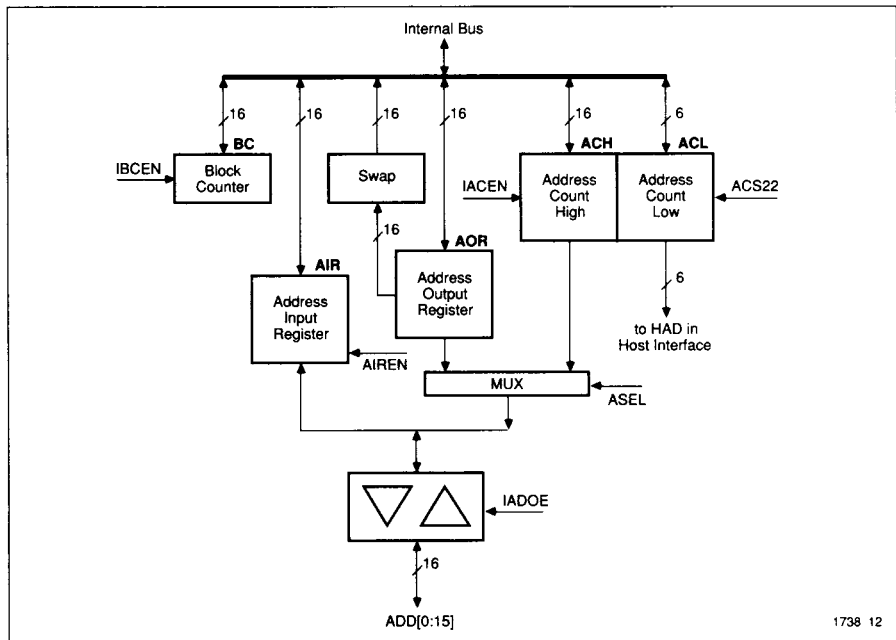 Internal Bus
16
16
16
16
16
6
BC
ACH
ACL
IBCEN
Block
Counter
Swap
IACEN
Address
Count
High
Address
Count
Low
ACS22
16
AOR
AIR
Address
Output
Register
Address
Input
Register
6
to HAD in
Host Interface
AIREN
MUX
ASEL
IADOE
16
ADD[0:15]
1738 12